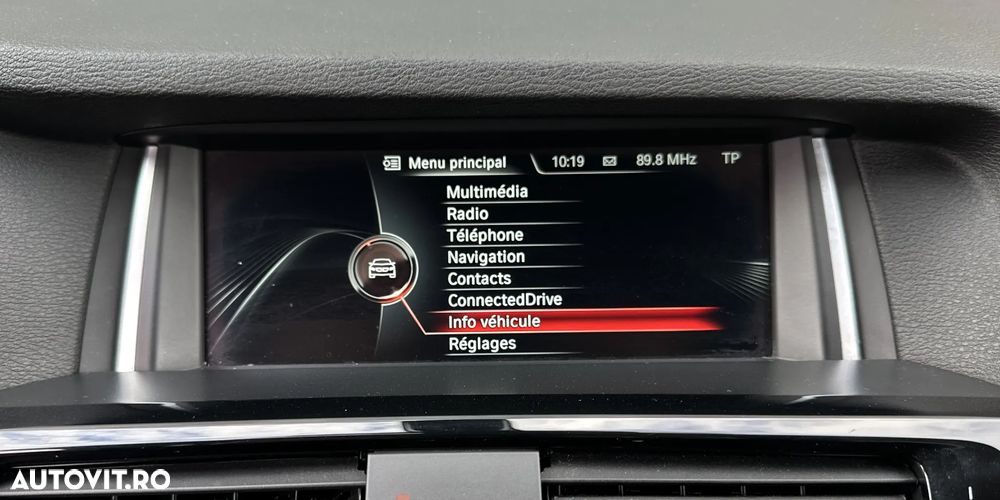 Menu principal 10:19 89.8 MHz TP
Multimédia
Radio
Téléphone
Navigation
Contacts
ConnectedDrive
Info véhicule
Réglages
AUTOVIT.RO